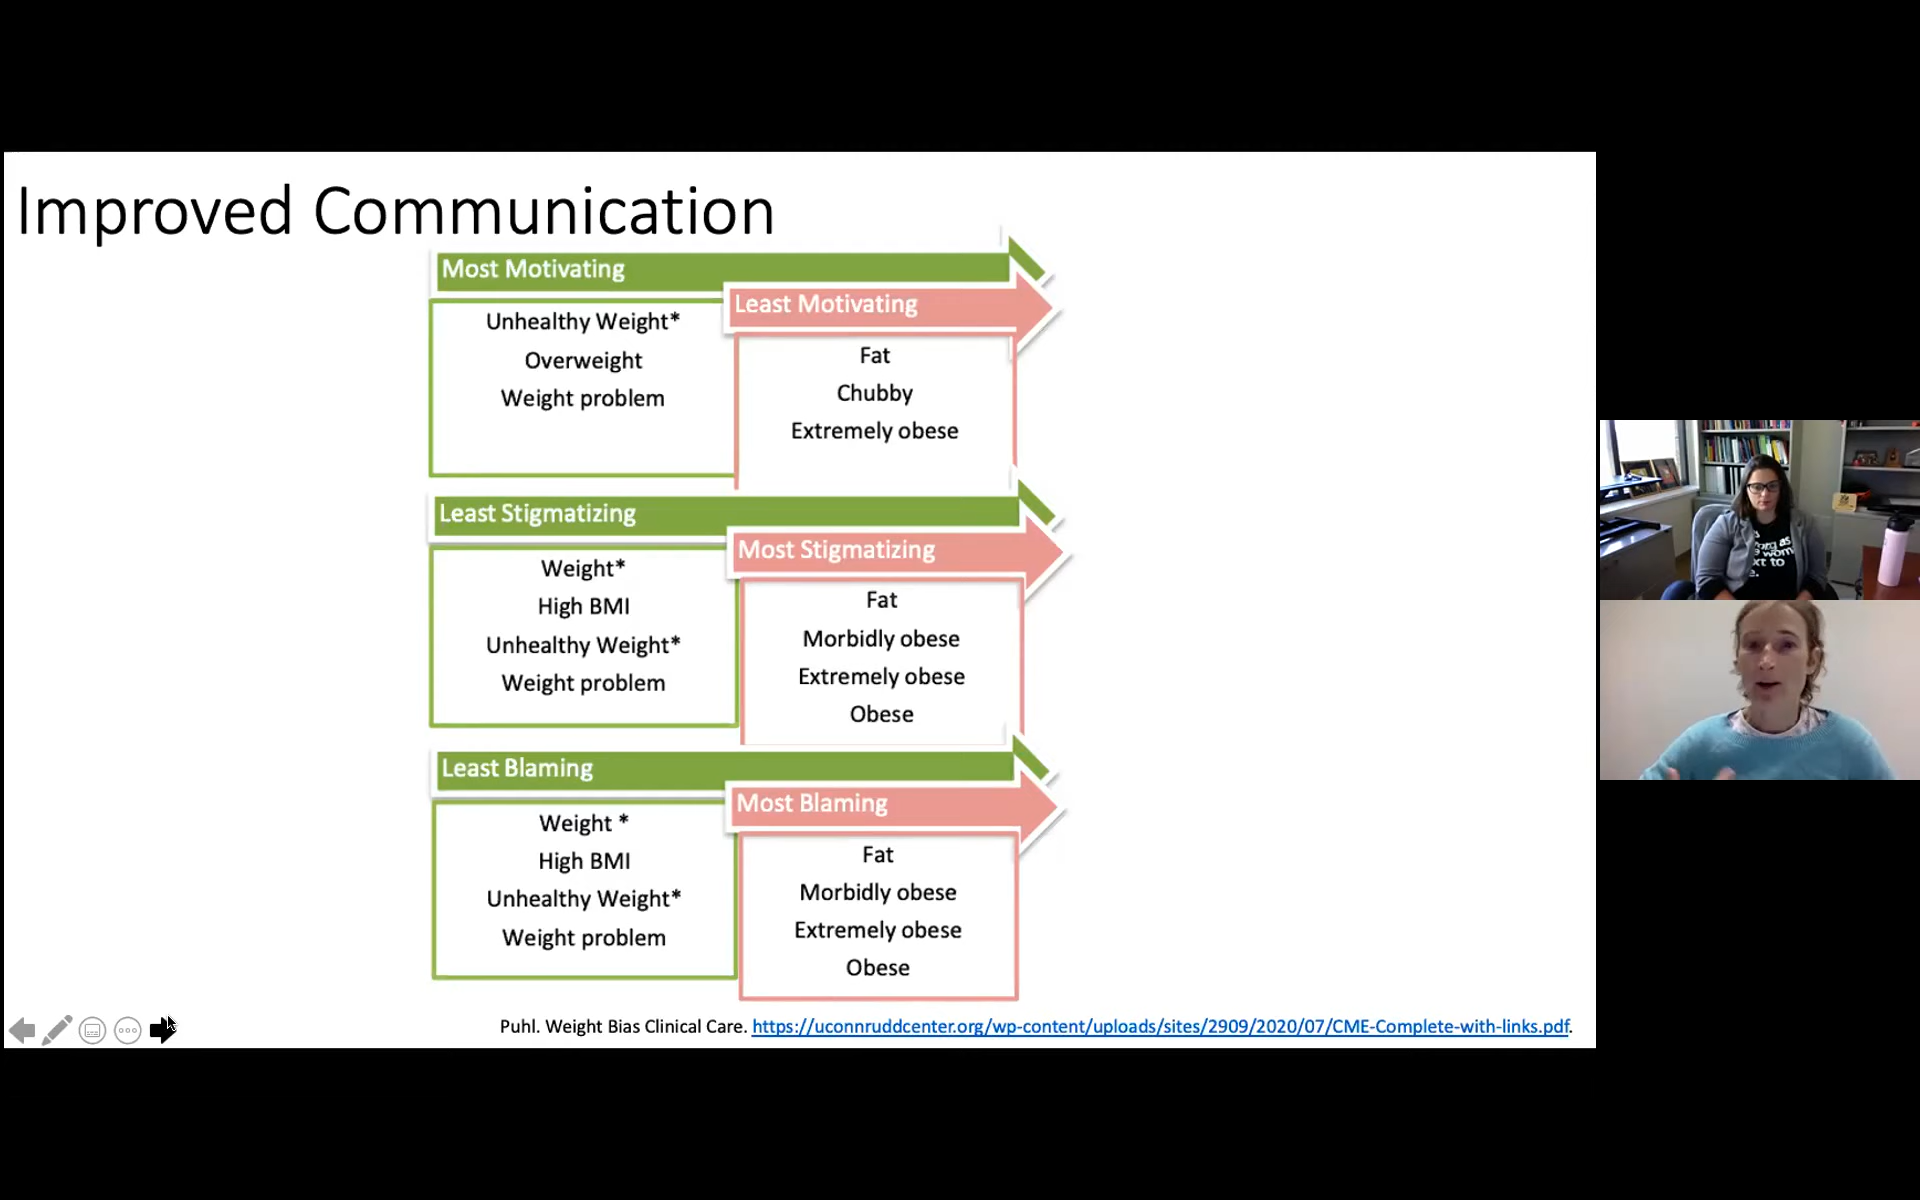 Improved Communication
Most Motivating
Least Motivating
Unhealthy Weight*
Overweight
Weight problem
Fat
Chubby
Extremely obese
Least Stigmatizing
Most Stigmatizing
Weight*
High BMI
Unhealthy Weight*
Weight problem
Fat
Morbidly obese
Extremely obese
Obese
Least Blaming
Most Blaming
Weight *
High BMI
Unhealthy Weight*
Weight problem
Fat
Morbidly obese
Extremely obese
Obese
Puhl. Weight Bias Clinical Care. https://uconnruddcenter.org/wp-content/uploads/sites/2909/2020/07/CME-Complete-with-links.pdf.
as
xt to